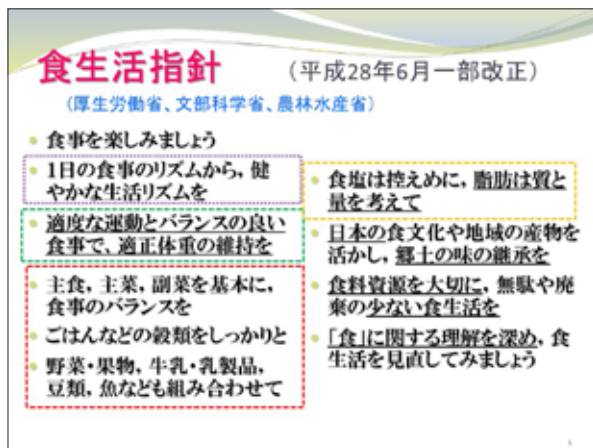 食生活指針
（平成28年6月一部改正）
（厚生労働省、文部科学省、農林水産省）
• 食事を楽しみましょう
• 1日の食事のリズムから，健
やかな生活リズムを
• 適度な運動とバランスの良い
食事で、適正体重の維持を
• 主食，主菜，副菜を基本に，
食事のバランスを
• ごはんなどの穀類をしっかりと
• 野菜・果物，牛乳・乳製品，
豆類，魚なども組み合わせて
• 食塩は控えめに，脂肪は質と
量を考えて
• 日本の食文化や地域の産物を
活かし，郷土の味の継承を
• 食料資源を大切に，無駄や廃
棄の少ない食生活を
• 「食」に関する理解を深め，食
生活を見直してみましょう